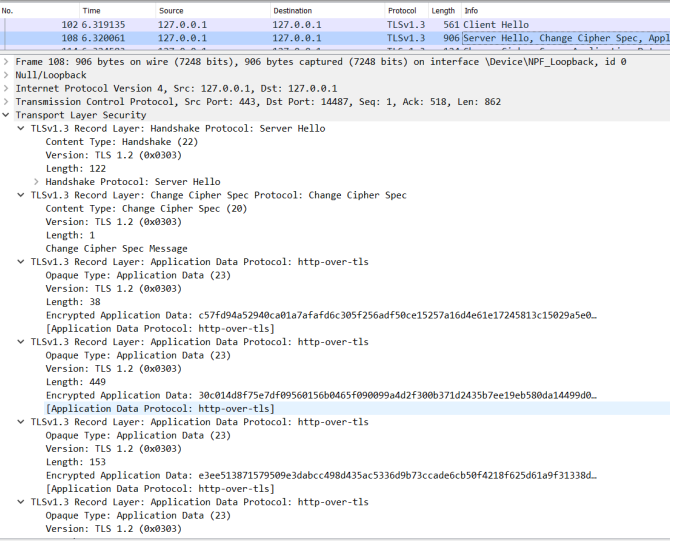 No. Time Source Destination Protocol Length Info
102 6.319135 127.0.0.1 127.0.0.1 TLSv1.3 561 Client Hello
108 6.320061 127.0.0.1 127.0.0.1 TLSv1.3 906 Server Hello, Change Cipher Spec, Appl
Frame 108: 906 bytes on wire (7248 bits), 906 bytes captured (7248 bits) on interface \Device\NPF_Loopback, id 0
Null/Loopback
Internet Protocol Version 4, Src: 127.0.0.1, Dst: 127.0.0.1
Transmission Control Protocol, Src Port: 443, Dst Port: 14487, Seq: 1, Ack: 518, Len: 862
Transport Layer Security
TLSv1.3 Record Layer: Handshake Protocol: Server Hello
Content Type: Handshake (22)
Version: TLS 1.2 (0x0303)
Length: 122
Handshake Protocol: Server Hello
TLSv1.3 Record Layer: Change Cipher Spec Protocol: Change Cipher Spec
Content Type: Change Cipher Spec (20)
Version: TLS 1.2 (0x0303)
Length: 1
Change Cipher Spec Message
TLSv1.3 Record Layer: Application Data Protocol: http-over-tls
Opaque Type: Application Data (23)
Version: TLS 1.2 (0x0303)
Length: 38
Encrypted Application Data: c57fd94a52940ca01a7afafd6c305f256adf50ce15257a16d4e61e17245813c15029a5e0…
[Application Data Protocol: http-over-tls]
TLSv1.3 Record Layer: Application Data Protocol: http-over-tls
Opaque Type: Application Data (23)
Version: TLS 1.2 (0x0303)
Length: 449
Encrypted Application Data: 30c014d8f75e7df09560156b0465f090099a4d2f300b371d2435b7ee19eb580da14499d0…
[Application Data Protocol: http-over-tls]
TLSv1.3 Record Layer: Application Data Protocol: http-over-tls
Opaque Type: Application Data (23)
Version: TLS 1.2 (0x0303)
Length: 153
Encrypted Application Data: e3ee513871579509e3dabcc498d435ac5336d9b73ccade6cb50f4218f625d61a9f31338d…
[Application Data Protocol: http-over-tls]
TLSv1.3 Record Layer: Application Data Protocol: http-over-tls
Opaque Type: Application Data (23)
Version: TLS 1.2 (0x0303)